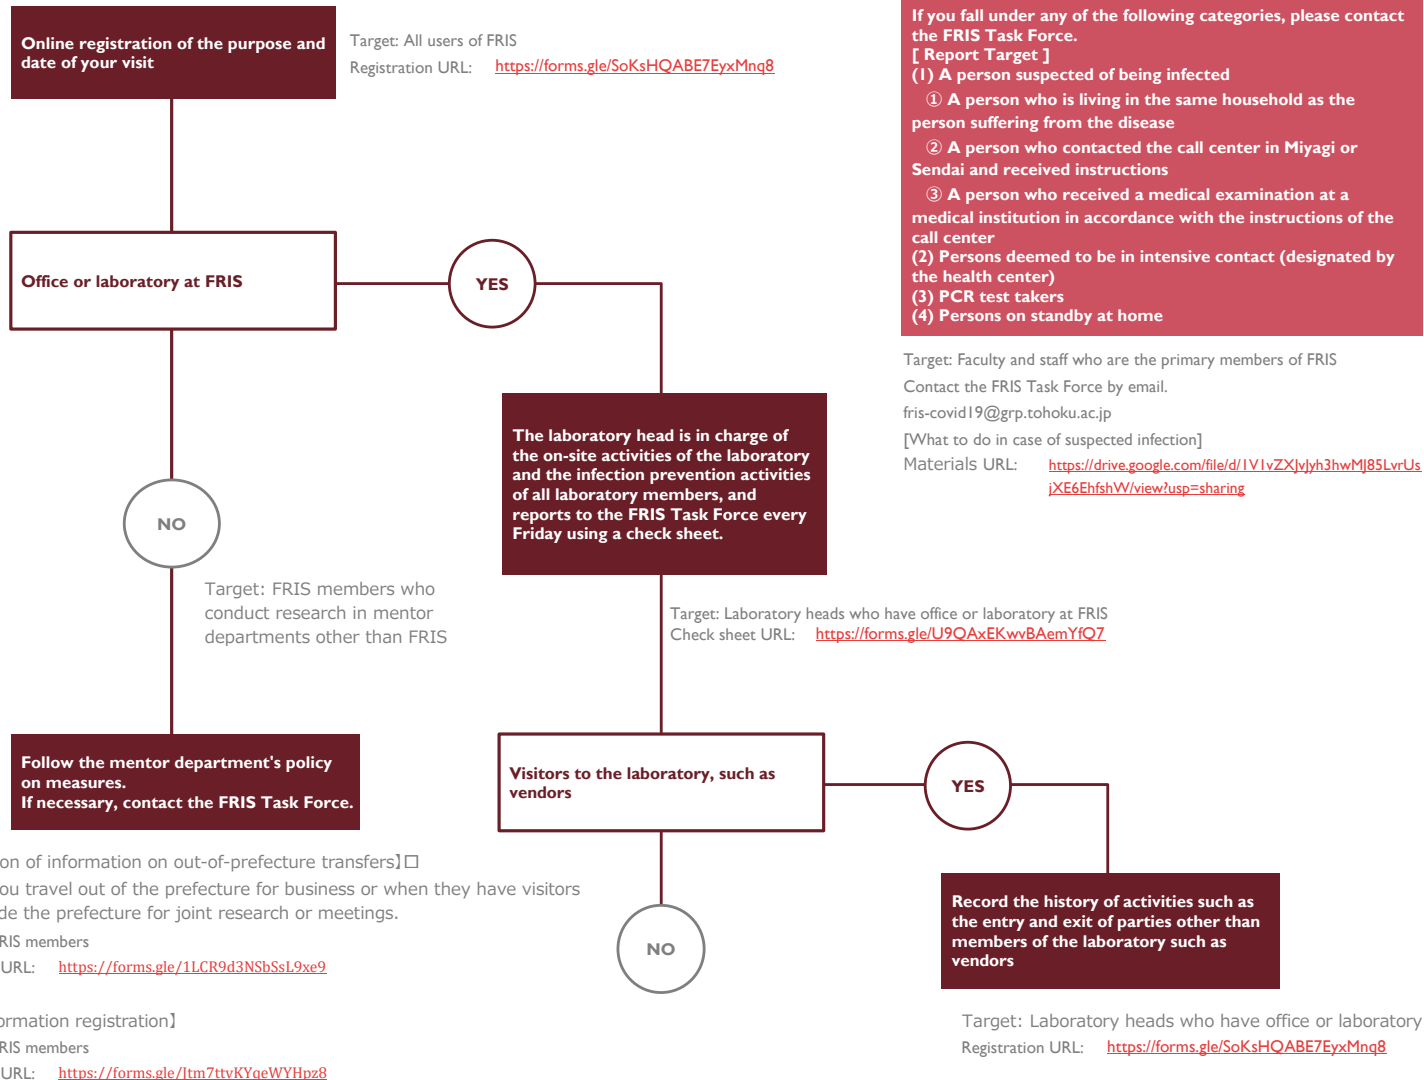 Online registration of the purpose and
date of your visit
Target: All users of FRIS
Registration URL: https://forms.gle/SoKsHQABE7EyxMnq8
If you fall under any of the following categories, please contact
the FRIS Task Force.
[ Report Target ]
(1) A person suspected of being infected
① A person who is living in the same household as the
person suffering from the disease
② A person who contacted the call center in Miyagi or
Sendai and received instructions
③ A person who received a medical examination at a
medical institution in accordance with the instructions of the
call center
(2) Persons deemed to be in intensive contact (designated by
the health center)
(3) PCR test takers
(4) Persons on standby at home
Target: Faculty and staff who are the primary members of FRIS
Contact the FRIS Task Force by email.
fris-covid19@grp.tohoku.ac.jp
[What to do in case of suspected infection]
Materials URL: https://drive.google.com/file/d/1V1vZXJvJyh3hwMJ85LvrUs
jXE6EhfshW/view?usp=sharing
Office or laboratory at FRIS
YES
The laboratory head is in charge of
the on-site activities of the laboratory
and the infection prevention activities
of all laboratory members, and
reports to the FRIS Task Force every
Friday using a check sheet.
NO
Target: FRIS members who
conduct research in mentor
departments other than FRIS
Target: Laboratory heads who have office or laboratory at FRIS
Check sheet URL: https://forms.gle/U9QAxEKwvBAemYfQ7
Follow the mentor department's policy
on measures.
If necessary, contact the FRIS Task Force.
Visitors to the laboratory, such as
vendors
YES
NO
Record the history of activities such as
the entry and exit of parties other than
members of the laboratory such as
vendors
Target: Laboratory heads who have office or laboratory
Registration URL: https://forms.gle/SoKsHQABE7EyxMnq8
on of information on out-of-prefecture transfers】□
ou travel out of the prefecture for business or when they have visitors
de the prefecture for joint research or meetings.
RIS members
URL: https://forms.gle/1LCR9d3NSbSsL9xe9
ormation registration】
RIS members
URL: https://forms.gle/Jtm7ttvKYqeWYHpz8